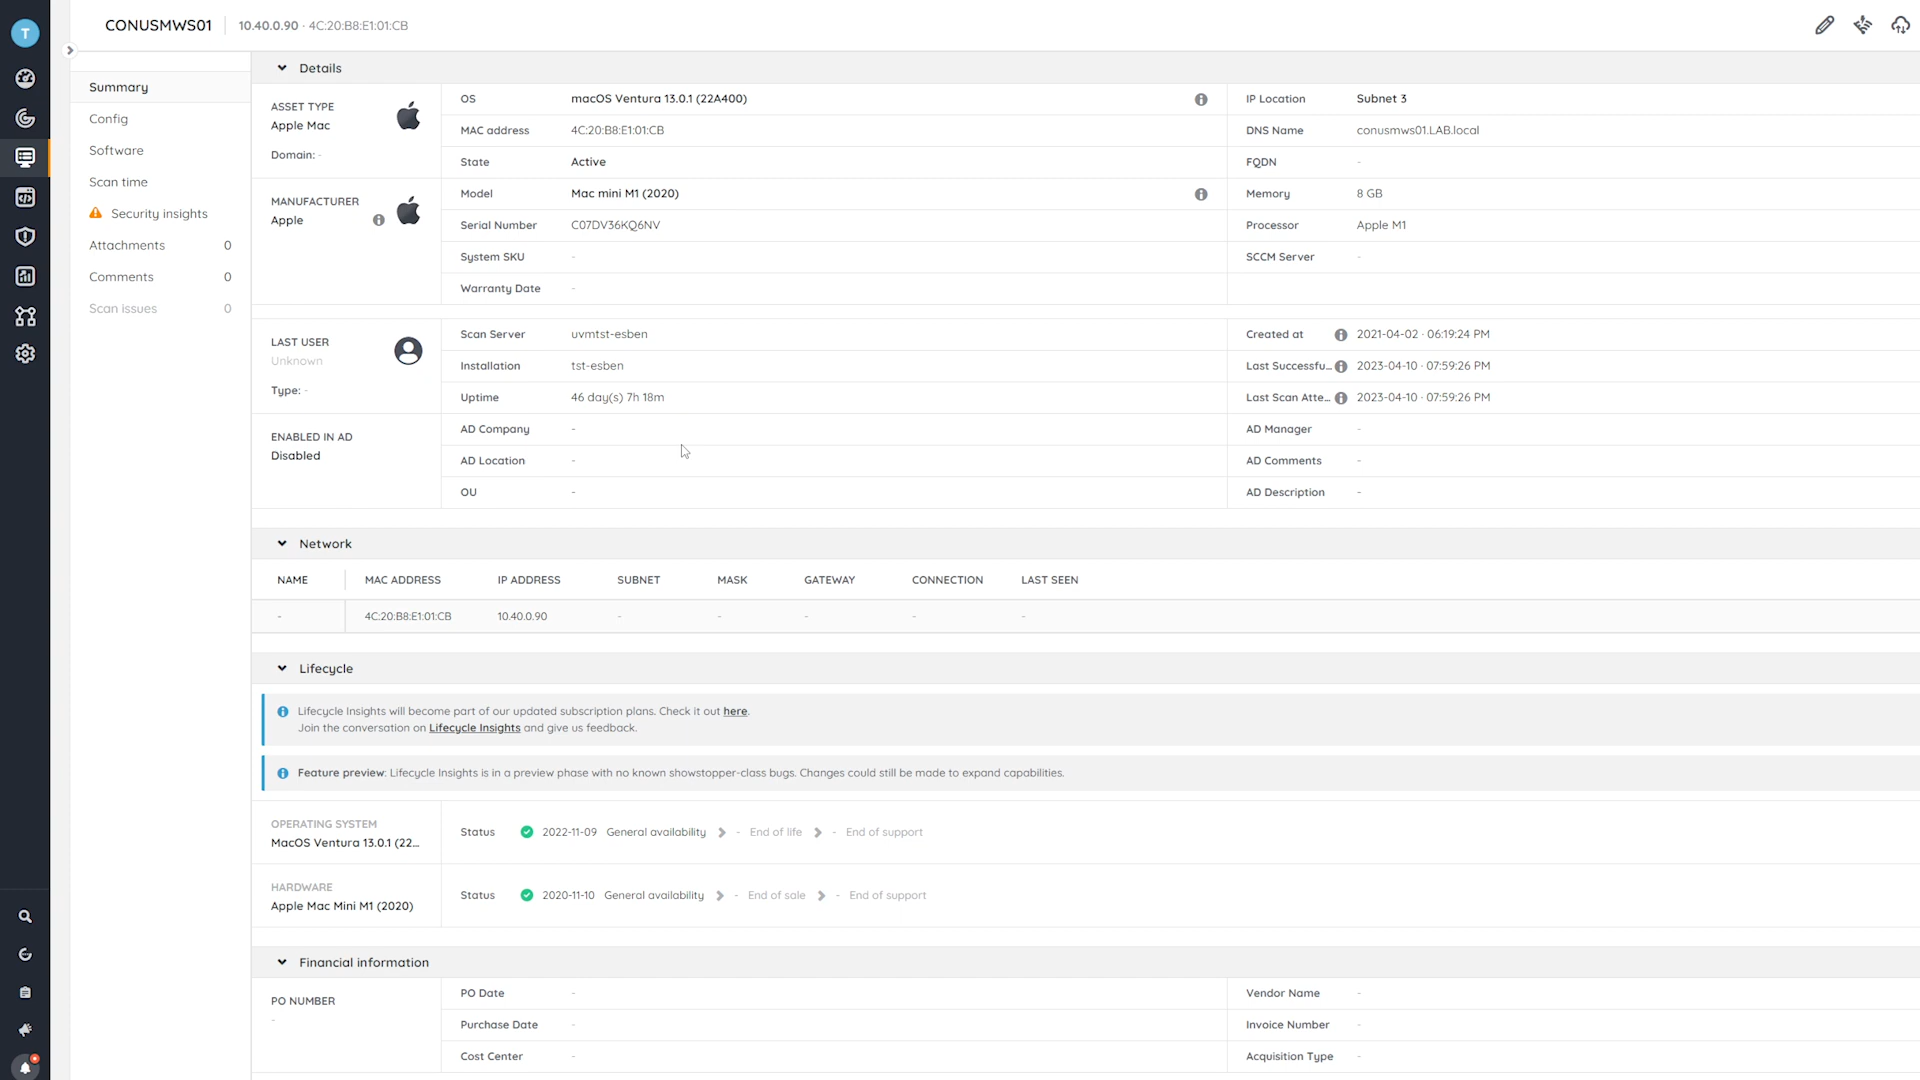 T
CONUSMWS01
10.40.0.90 · 4C:20:B8:E1:01:CB
Summary
Config
Software
Scan time
Security insights
Attachments 0
Comments 0
Scan issues 0
Details
ASSET TYPE
Apple Mac
Domain: -
OS macOS Ventura 13.0.1 (22A400)
MAC address 4C:20:B8:E1:01:CB
State Active
IP Location Subnet 3
DNS Name conusmws01.LAB.local
FQDN -
MANUFACTURER
Apple
Model Mac mini M1 (2020)
Serial Number C07DV36KQ6NV
System SKU -
Warranty Date -
Memory 8 GB
Processor Apple M1
SCCM Server -
LAST USER
Unknown
Type: -
ENABLED IN AD
Disabled
Scan Server uvmtst-esben
Installation tst-esben
Uptime 46 day(s) 7h 18m
AD Company -
AD Location -
OU -
Created at 2021-04-02 · 06:19:24 PM
Last Successfu... 2023-04-10 · 07:59:26 PM
Last Scan Atte... 2023-04-10 · 07:59:26 PM
AD Manager -
AD Comments -
AD Description -
Network
NAME MAC ADDRESS IP ADDRESS SUBNET MASK GATEWAY CONNECTION LAST SEEN
- 4C:20:B8:E1:01:CB 10.40.0.90 - - - - -
Lifecycle
Lifecycle Insights will become part of our updated subscription plans. Check it out here.
Join the conversation on Lifecycle Insights and give us feedback.
Feature preview: Lifecycle Insights is in a preview phase with no known showstopper-class bugs. Changes could still be made to expand capabilities.
OPERATING SYSTEM
MacOS Ventura 13.0.1 (22...
Status 2022-11-09 General availability - End of life - End of support
HARDWARE
Apple Mac Mini M1 (2020)
Status 2020-11-10 General availability - End of sale - End of support
Financial information
PO NUMBER
-
PO Date -
Purchase Date -
Cost Center -
Vendor Name -
Invoice Number -
Acquisition Type -